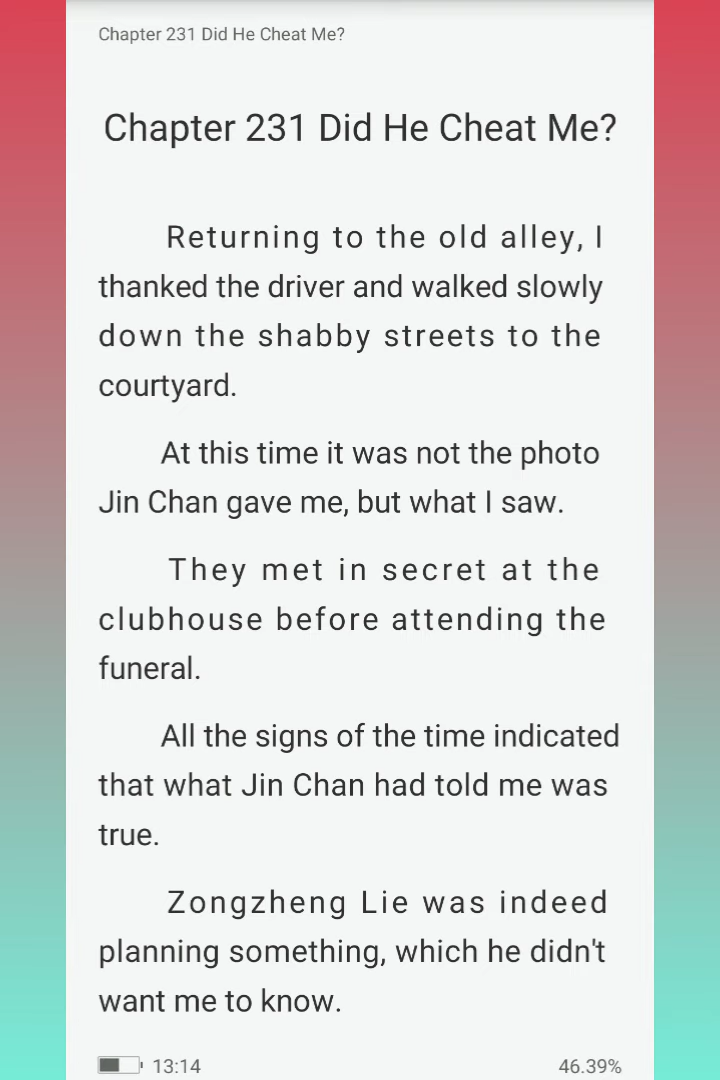 Chapter 231 Did He Cheat Me?
Chapter 231 Did He Cheat Me?
Returning to the old alley, I
thanked the driver and walked slowly
down the shabby streets to the
courtyard.
At this time it was not the photo
Jin Chan gave me, but what I saw.
They met in secret at the
clubhouse before attending the
funeral.
All the signs of the time indicated
that what Jin Chan had told me was
true.
Zongzheng Lie was indeed
planning something, which he didn't
want me to know.
13:14
46.39%